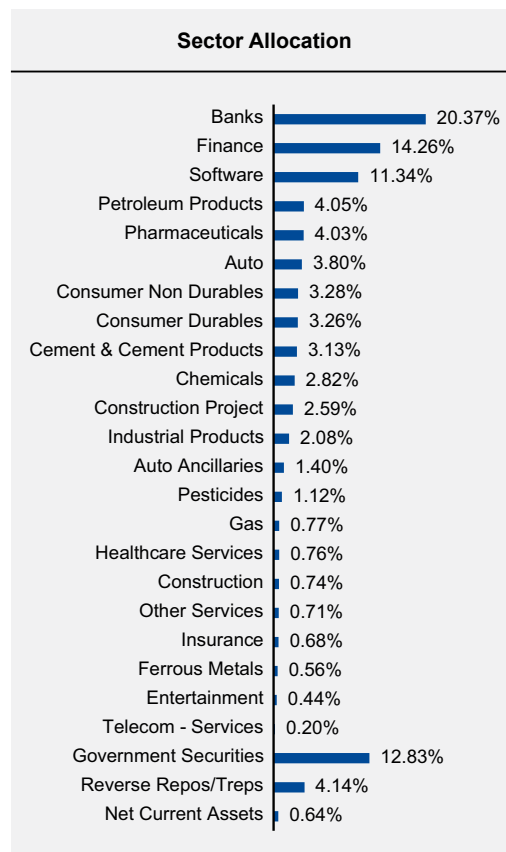 Sector Allocation
Banks 20.37%
Finance 14.26%
Software 11.34%
Petroleum Products 4.05%
Pharmaceuticals 4.03%
Auto 3.80%
Consumer Non Durables 3.28%
Consumer Durables 3.26%
Cement & Cement Products 3.13%
Chemicals 2.82%
Construction Project 2.59%
Industrial Products 2.08%
Auto Ancillaries 1.40%
Pesticides 1.12%
Gas 0.77%
Healthcare Services 0.76%
Construction 0.74%
Other Services 0.71%
Insurance 0.68%
Ferrous Metals 0.56%
Entertainment 0.44%
Telecom - Services 0.20%
Government Securities 12.83%
Reverse Repos/Treps 4.14%
Net Current Assets 0.64%